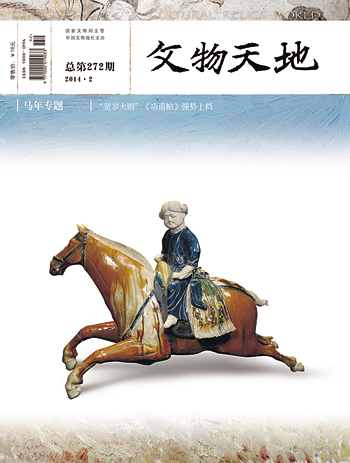 国家文物局主管
中国文物报社主办
总第272期
2014·2
文物天地
马年专题
“贺岁大剧”《功甫帖》强势上档